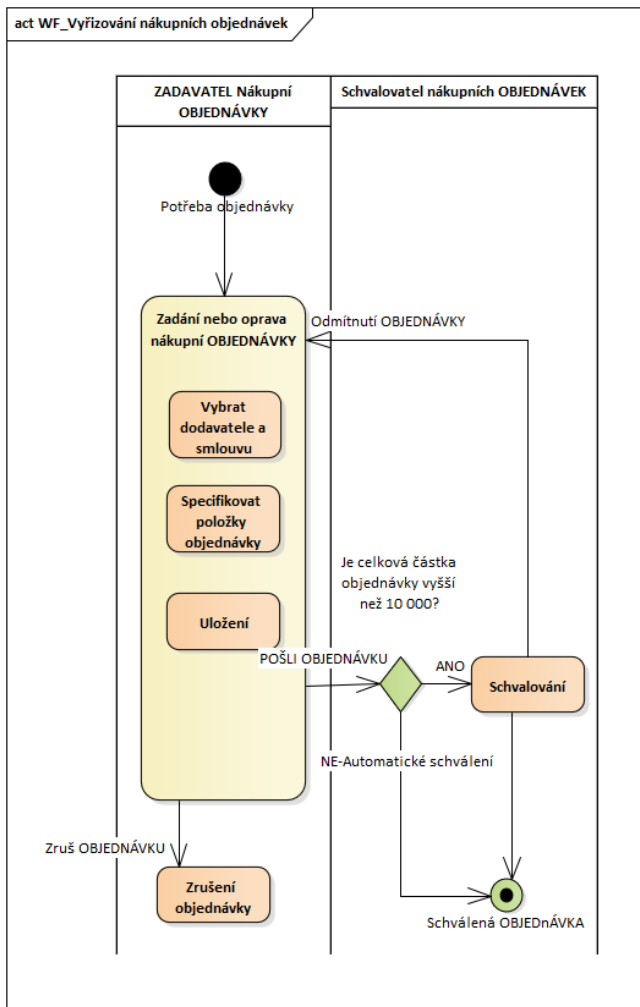 act WF_Vyřizování nákupních objednávek
ZADAVATEL Nákupní
OBJEDNÁVKY
Schvalovatel nákupních OBJEDNÁVEK
Potřeba objednávky
Zadání nebo oprava
nákupní OBJEDNÁVKY
Odmítnutí OBJEDNÁVKY
Vybrat
dodavatele a
smlouvu
Specifikovat
položky
objednávky
Je celková částka
objednávky vyšší
než 10 000?
Uložení
POŠLI OBJEDNÁVKU
ANO
Schvalování
NE-Automatické schválení
Zruš OBJEDNÁVKU
Zrušení
objednávky
Schválená OBJEDnÁVKA